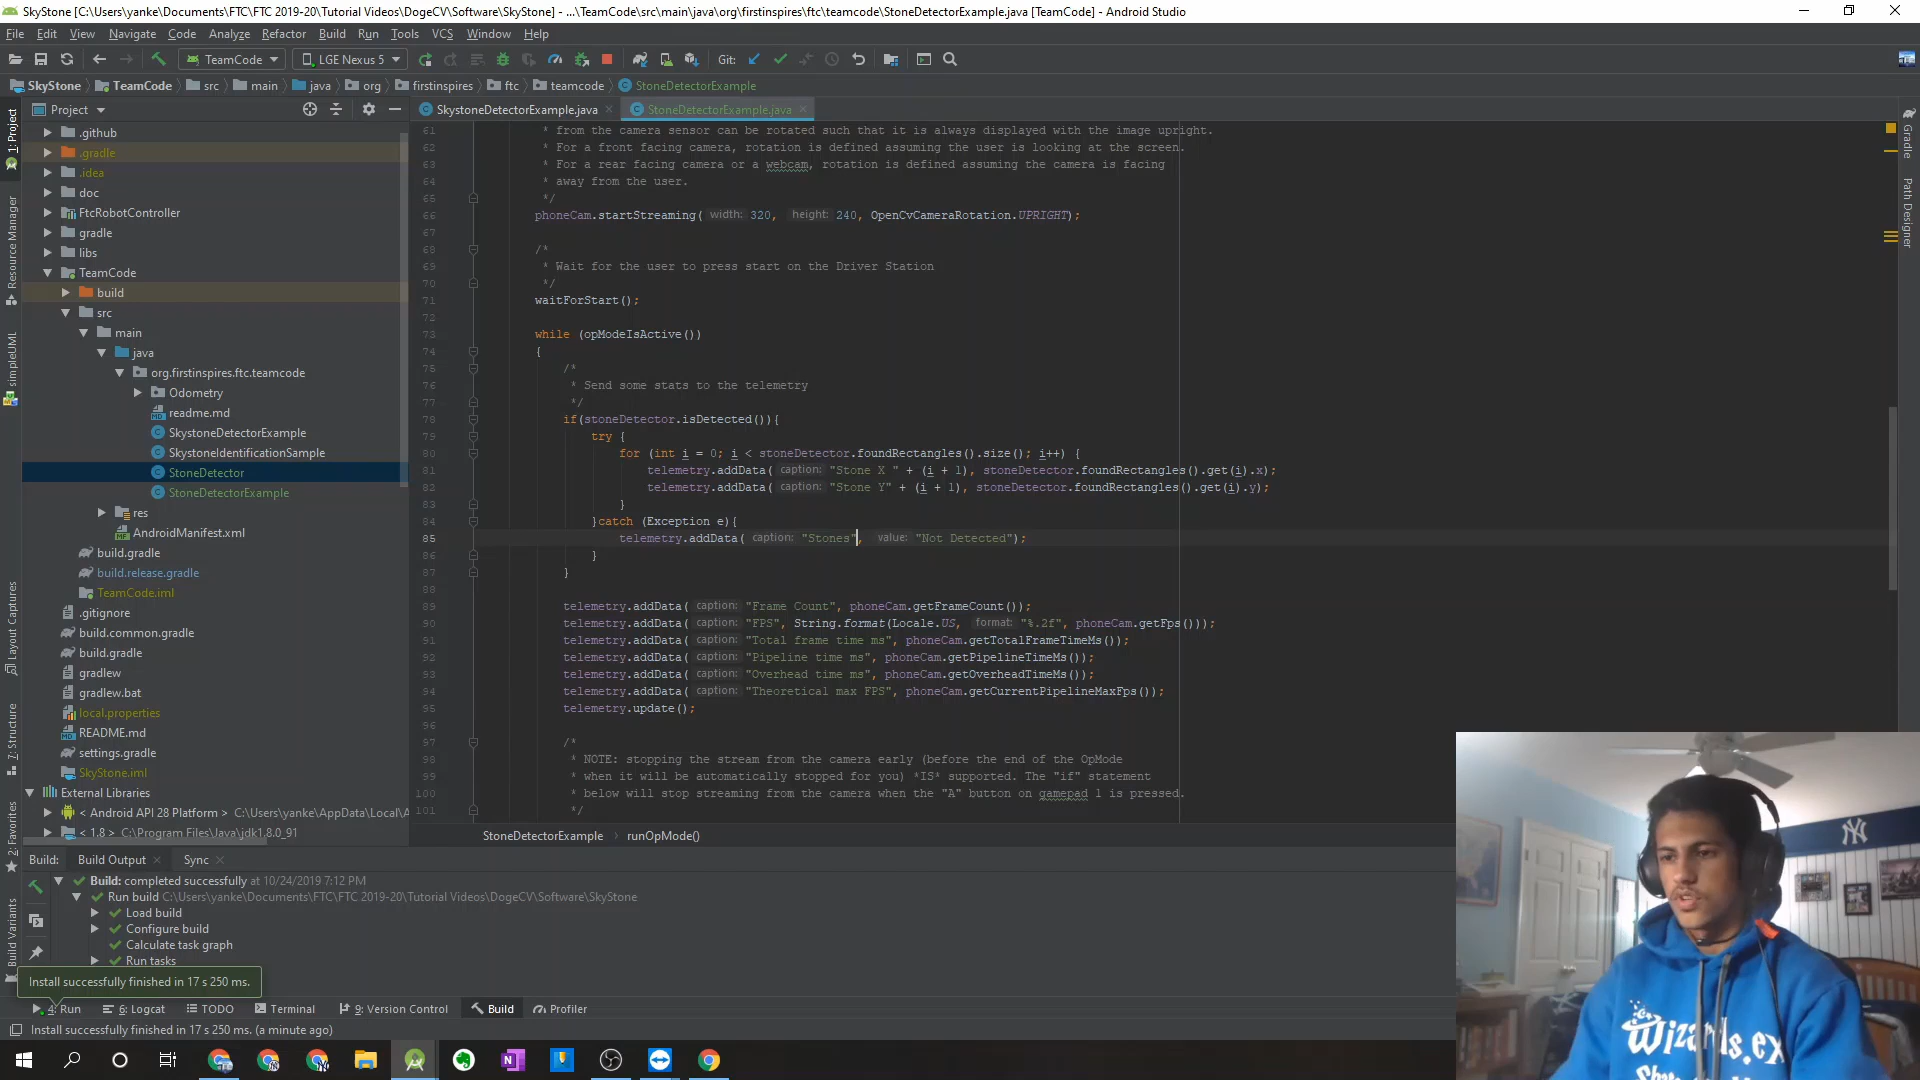 SkyStone [C:\Users\yanke\Documents\FTC\FTC 2019-20\Tutorial Videos\DogeCV\Software\SkyStone] - ...\TeamCode\src\main\java\org\firstinspires\ftc\teamcode\StoneDetectorExample.java [TeamCode] - Android Studio
File Edit View Navigate Code Analyze Refactor Build Run Tools VCS Window Help
TeamCode LGE Nexus 5 Git:
SkyStone TeamCode src main java org firstinspires ftc teamcode StoneDetectorExample
Project SkystoneDetectorExample.java StoneDetectorExample.java
1: Project
Resource Manager
simpleUML
Layout Captures
7: Structure
2: Favorites
Build Variants
Gradle
Path Designer
.github
.gradle
.idea
doc
FtcRobotController
gradle
libs
TeamCode
build
src
main
java
org.firstinspires.ftc.teamcode
Odometry
readme.md
SkystoneDetectorExample
SkystoneIdentificationSample
StoneDetector
StoneDetectorExample
res
AndroidManifest.xml
build.gradle
build.release.gradle
TeamCode.iml
.gitignore
build.common.gradle
build.gradle
gradlew
gradlew.bat
local.properties
README.md
settings.gradle
SkyStone.iml
External Libraries
< Android API 28 Platform > C:\Users\yanke\AppData\Local\A
< 1.8 > C:\Program Files\Java\jdk1.8.0_91
61 * from the camera sensor can be rotated such that it is always displayed with the image upright.
62 * For a front facing camera, rotation is defined assuming the user is looking at the screen.
63 * For a rear facing camera or a webcam, rotation is defined assuming the camera is facing
64 * away from the user.
65 */
66 phoneCam.startStreaming( width: 320, height: 240, OpenCvCameraRotation.UPRIGHT);
67
68 /*
69 * Wait for the user to press start on the Driver Station
70 */
71 waitForStart();
72
73 while (opModeIsActive())
74 {
75 /*
76 * Send some stats to the telemetry
77 */
78 if(stoneDetector.isDetected()){
79 try {
80 for (int i = 0; i < stoneDetector.foundRectangles().size(); i++) {
81 telemetry.addData( caption: "Stone X " + (i + 1), stoneDetector.foundRectangles().get(i).x);
82 telemetry.addData( caption: "Stone Y" + (i + 1), stoneDetector.foundRectangles().get(i).y);
83 }
84 }catch (Exception e){
85 telemetry.addData( caption: "Stones", value: "Not Detected");
86 }
87 }
88
89 telemetry.addData( caption: "Frame Count", phoneCam.getFrameCount());
90 telemetry.addData( caption: "FPS", String.format(Locale.US, format: "%.2f", phoneCam.getFps()));
91 telemetry.addData( caption: "Total frame time ms", phoneCam.getTotalFrameTimeMs());
92 telemetry.addData( caption: "Pipeline time ms", phoneCam.getPipelineTimeMs());
93 telemetry.addData( caption: "Overhead time ms", phoneCam.getOverheadTimeMs());
94 telemetry.addData( caption: "Theoretical max FPS", phoneCam.getCurrentPipelineMaxFps());
95 telemetry.update();
96
97 /*
98 * NOTE: stopping the stream from the camera early (before the end of the OpMode
99 * when it will be automatically stopped for you) *IS* supported. The "if" statement
100 * below will stop streaming from the camera when the "A" button on gamepad 1 is pressed.
101 */
StoneDetectorExample › runOpMode()
Build: Build Output Sync
Build: completed successfully at 10/24/2019 7:12 PM
Run build C:\Users\yanke\Documents\FTC\FTC 2019-20\Tutorial Videos\DogeCV\Software\SkyStone
Load build
Configure build
Calculate task graph
Run tasks
Install successfully finished in 17 s 250 ms.
4: Run 6: Logcat TODO Terminal 9: Version Control Build Profiler
Install successfully finished in 17 s 250 ms. (a minute ago)
NY
Wizards.ex